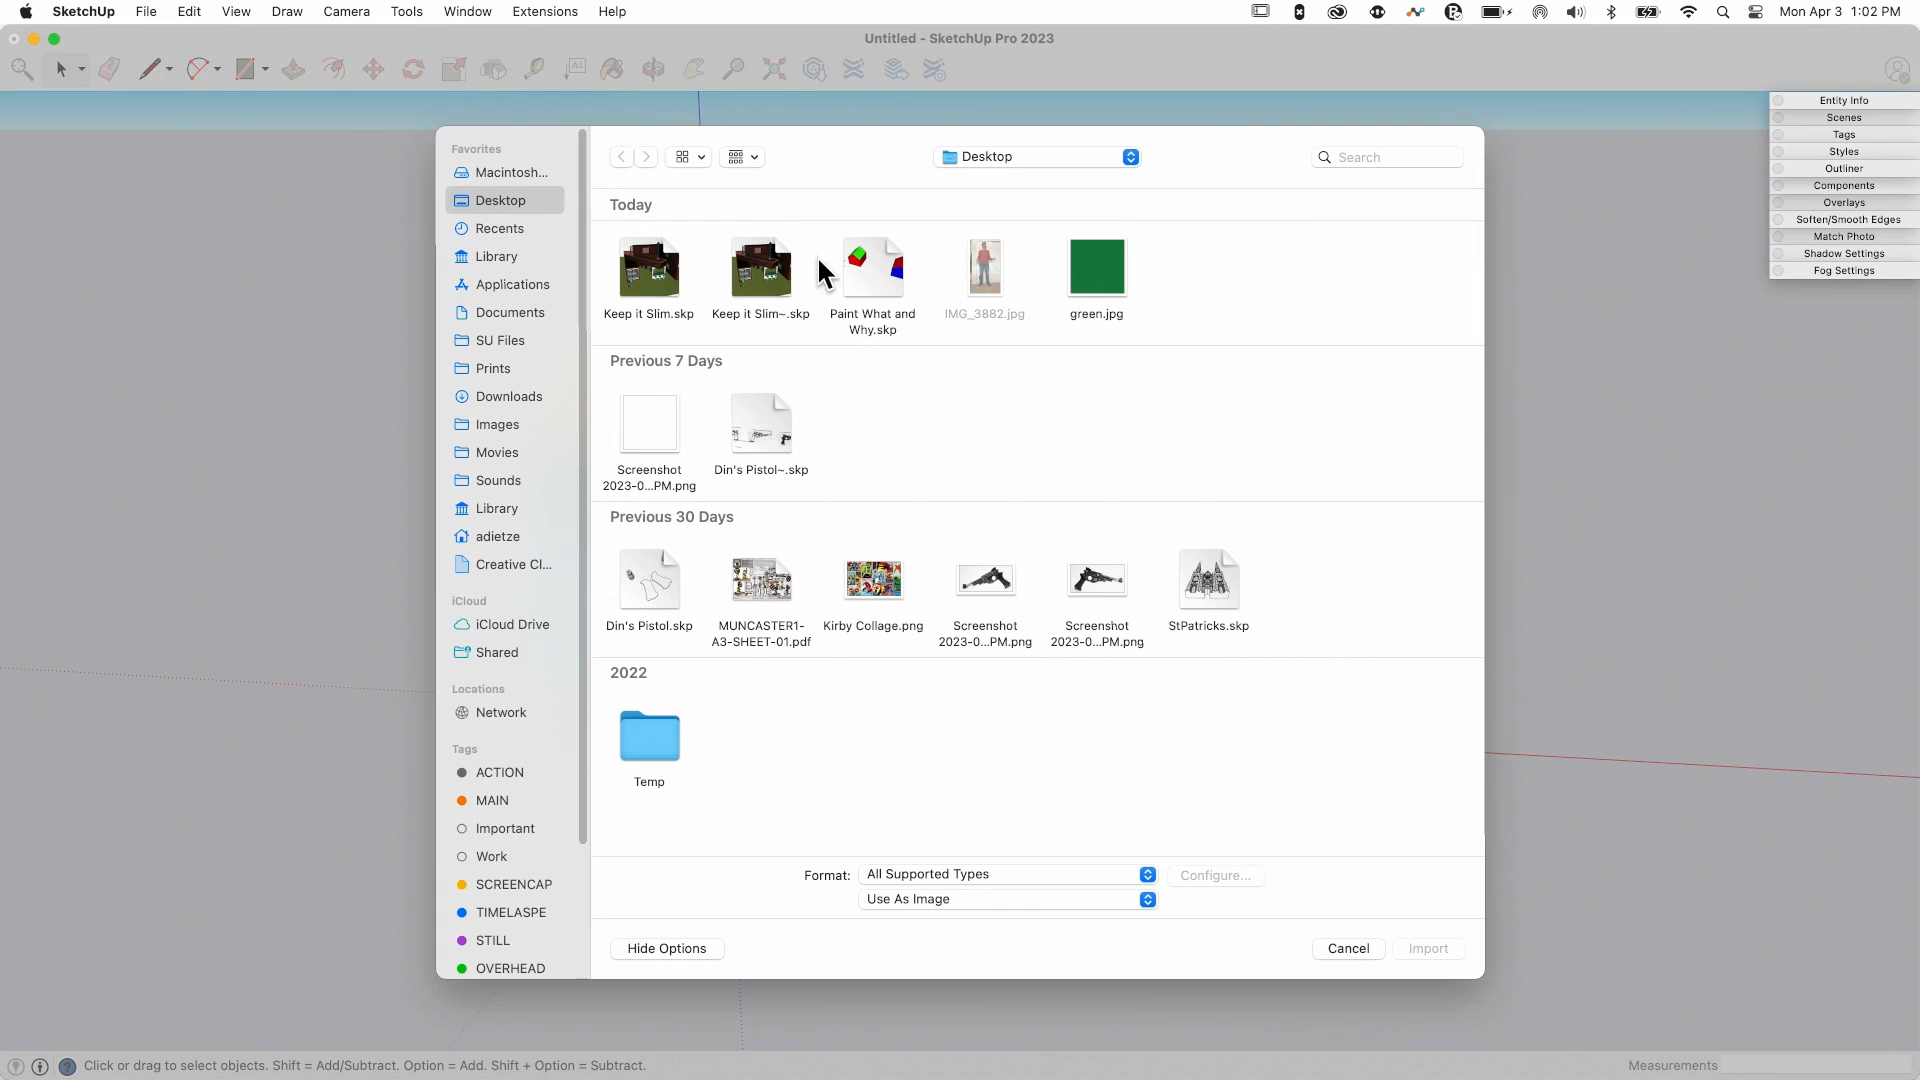 SketchUp File Edit View Draw Camera Tools Window Extensions Help Mon Apr 3 1:02 PM
Untitled - SketchUp Pro 2023
Entity Info
Scenes
Tags
Styles
Outliner
Components
Overlays
Soften/Smooth Edges
Match Photo
Shadow Settings
Fog Settings
Favorites
Macintosh...
Desktop
Recents
Library
Applications
Documents
SU Files
Prints
Downloads
Images
Movies
Sounds
Library
adietze
Creative Cl...
iCloud
iCloud Drive
Shared
Locations
Network
Tags
ACTION
MAIN
Important
Work
SCREENCAP
TIMELASPE
STILL
OVERHEAD
Desktop
Search
Today
Keep it Slim.skp
Keep it Slim~.skp
Paint What and
Why.skp
IMG_3882.jpg
green.jpg
Previous 7 Days
Screenshot
2023-0...PM.png
Din's Pistol~.skp
Previous 30 Days
Din's Pistol.skp
MUNCASTER1-
A3-SHEET-01.pdf
Kirby Collage.png
Screenshot
2023-0...PM.png
Screenshot
2023-0...PM.png
StPatricks.skp
2022
Temp
Format: All Supported Types
Configure...
Use As Image
Hide Options
Cancel
Import
Click or drag to select objects. Shift = Add/Subtract. Option = Add. Shift + Option = Subtract.
Measurements